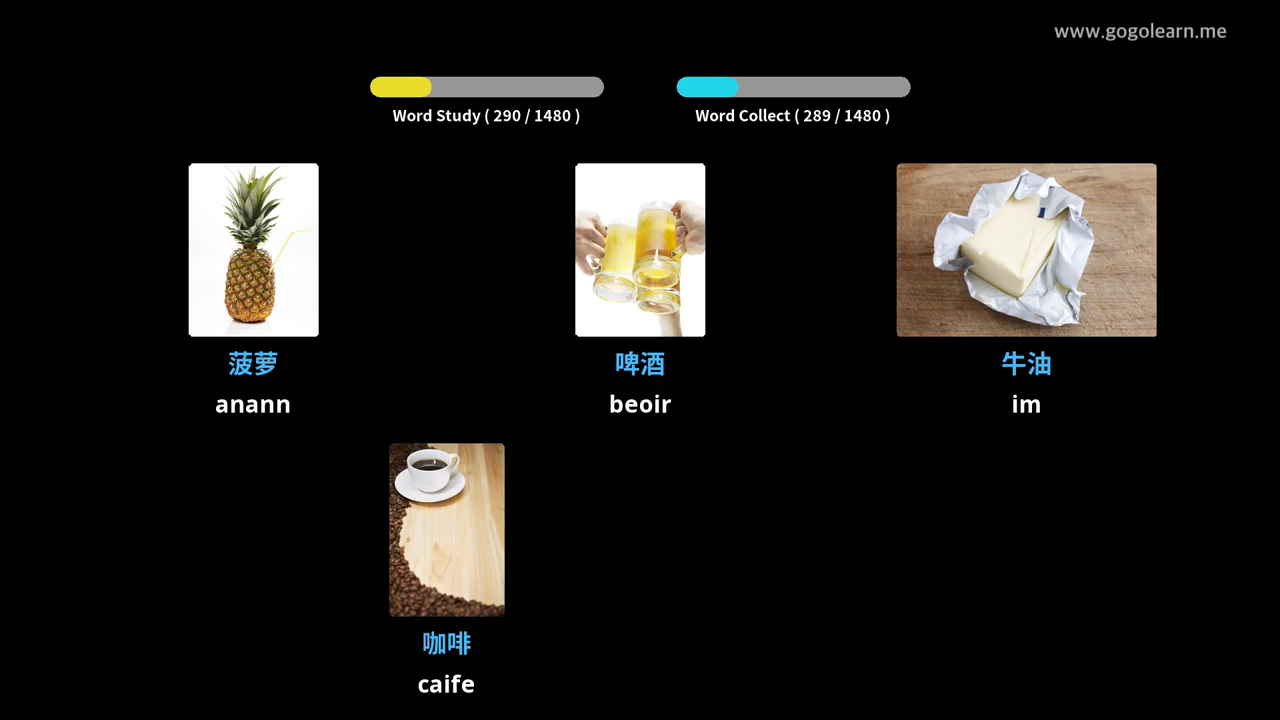 www.gogolearn.me
Word Study ( 290 / 1480 )
Word Collect ( 289 / 1480 )
菠萝
anann
啤酒
beoir
牛油
im
咖啡
caife